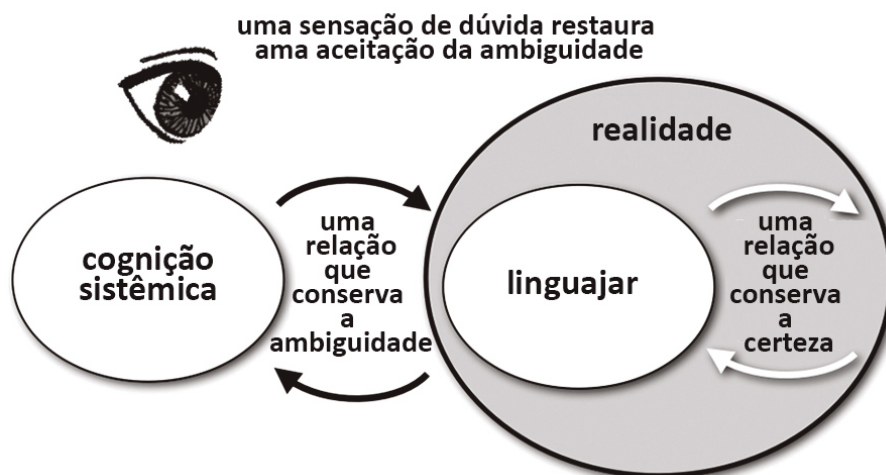 uma sensação de dúvida restaura
ama aceitação da ambiguidade
realidade
cognição
sistêmica
uma
relação
que
conserva
a
ambiguidade
linguajar
uma
relação
que
conserva
a
certeza